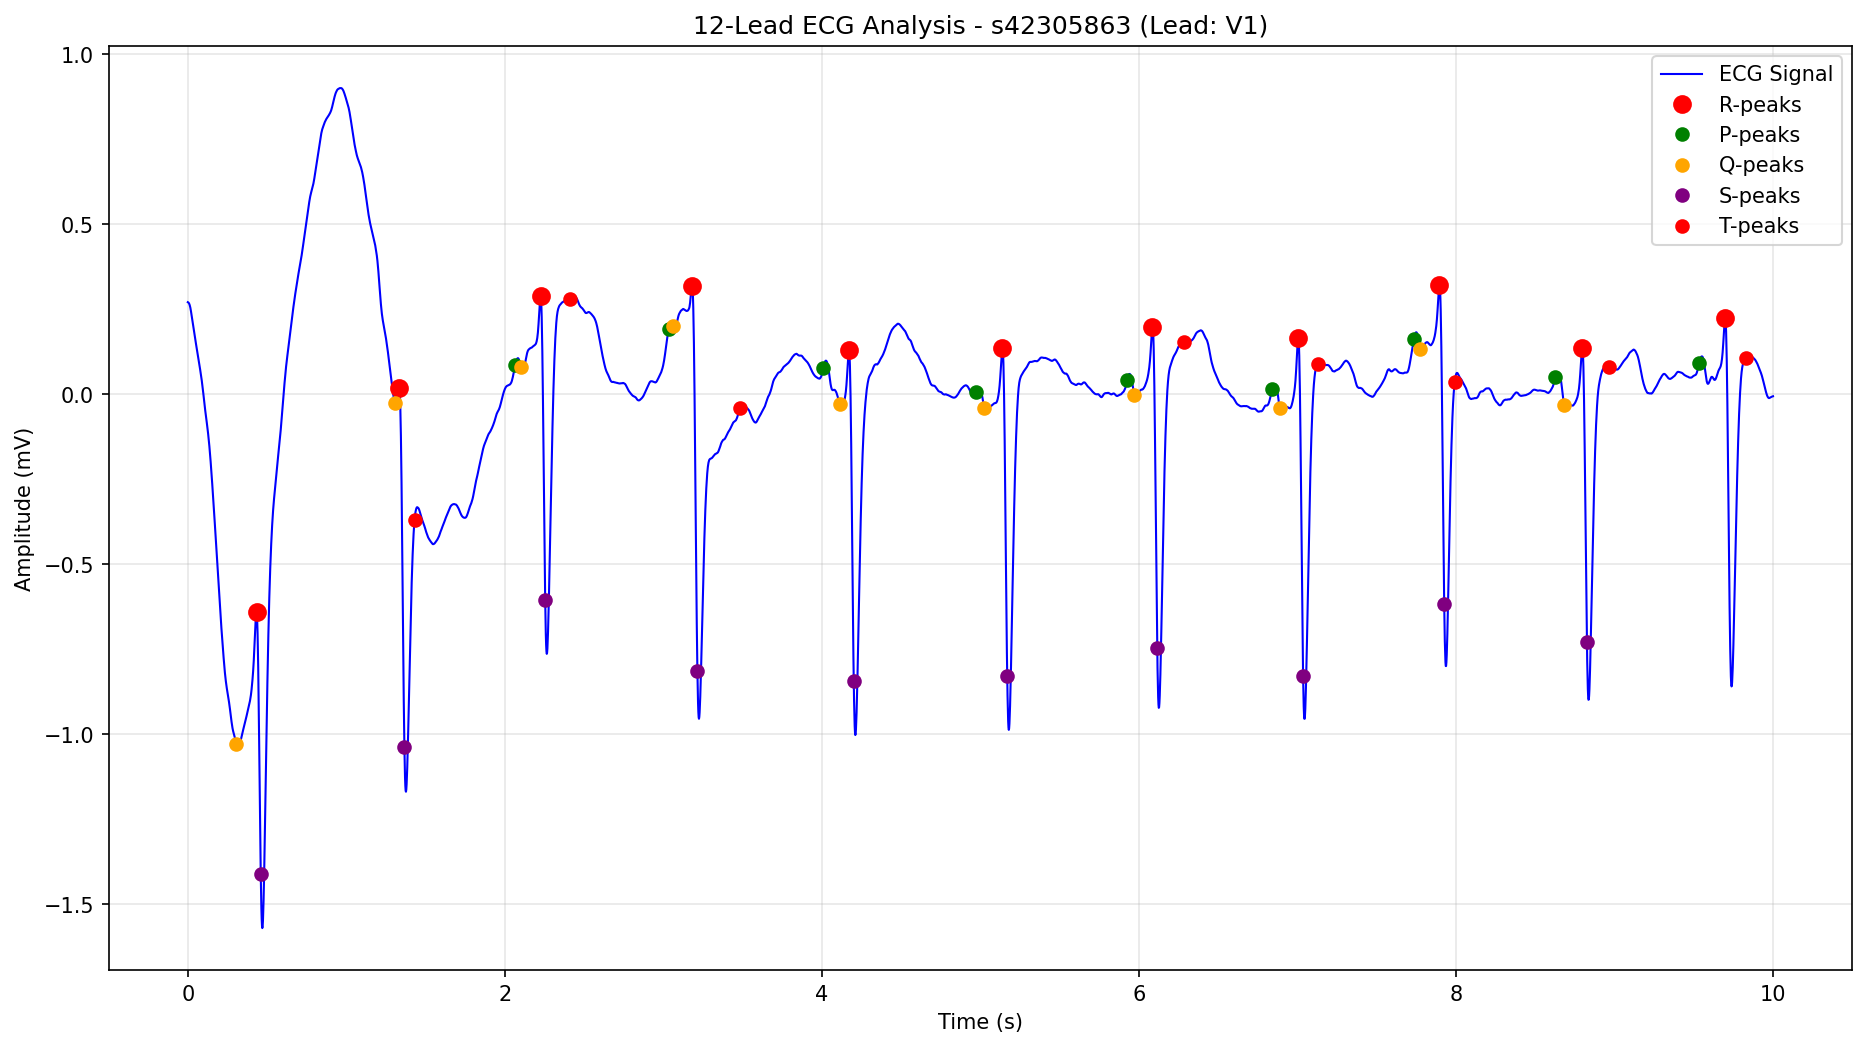 12-Lead ECG Analysis - s42305863 (Lead: V1)
ECG Signal
R-peaks
P-peaks
Q-peaks
S-peaks
T-peaks
Amplitude (mV)
1.0
0.5
0.0
−0.5
−1.0
−1.5
0 2 4 6 8 10
Time (s)